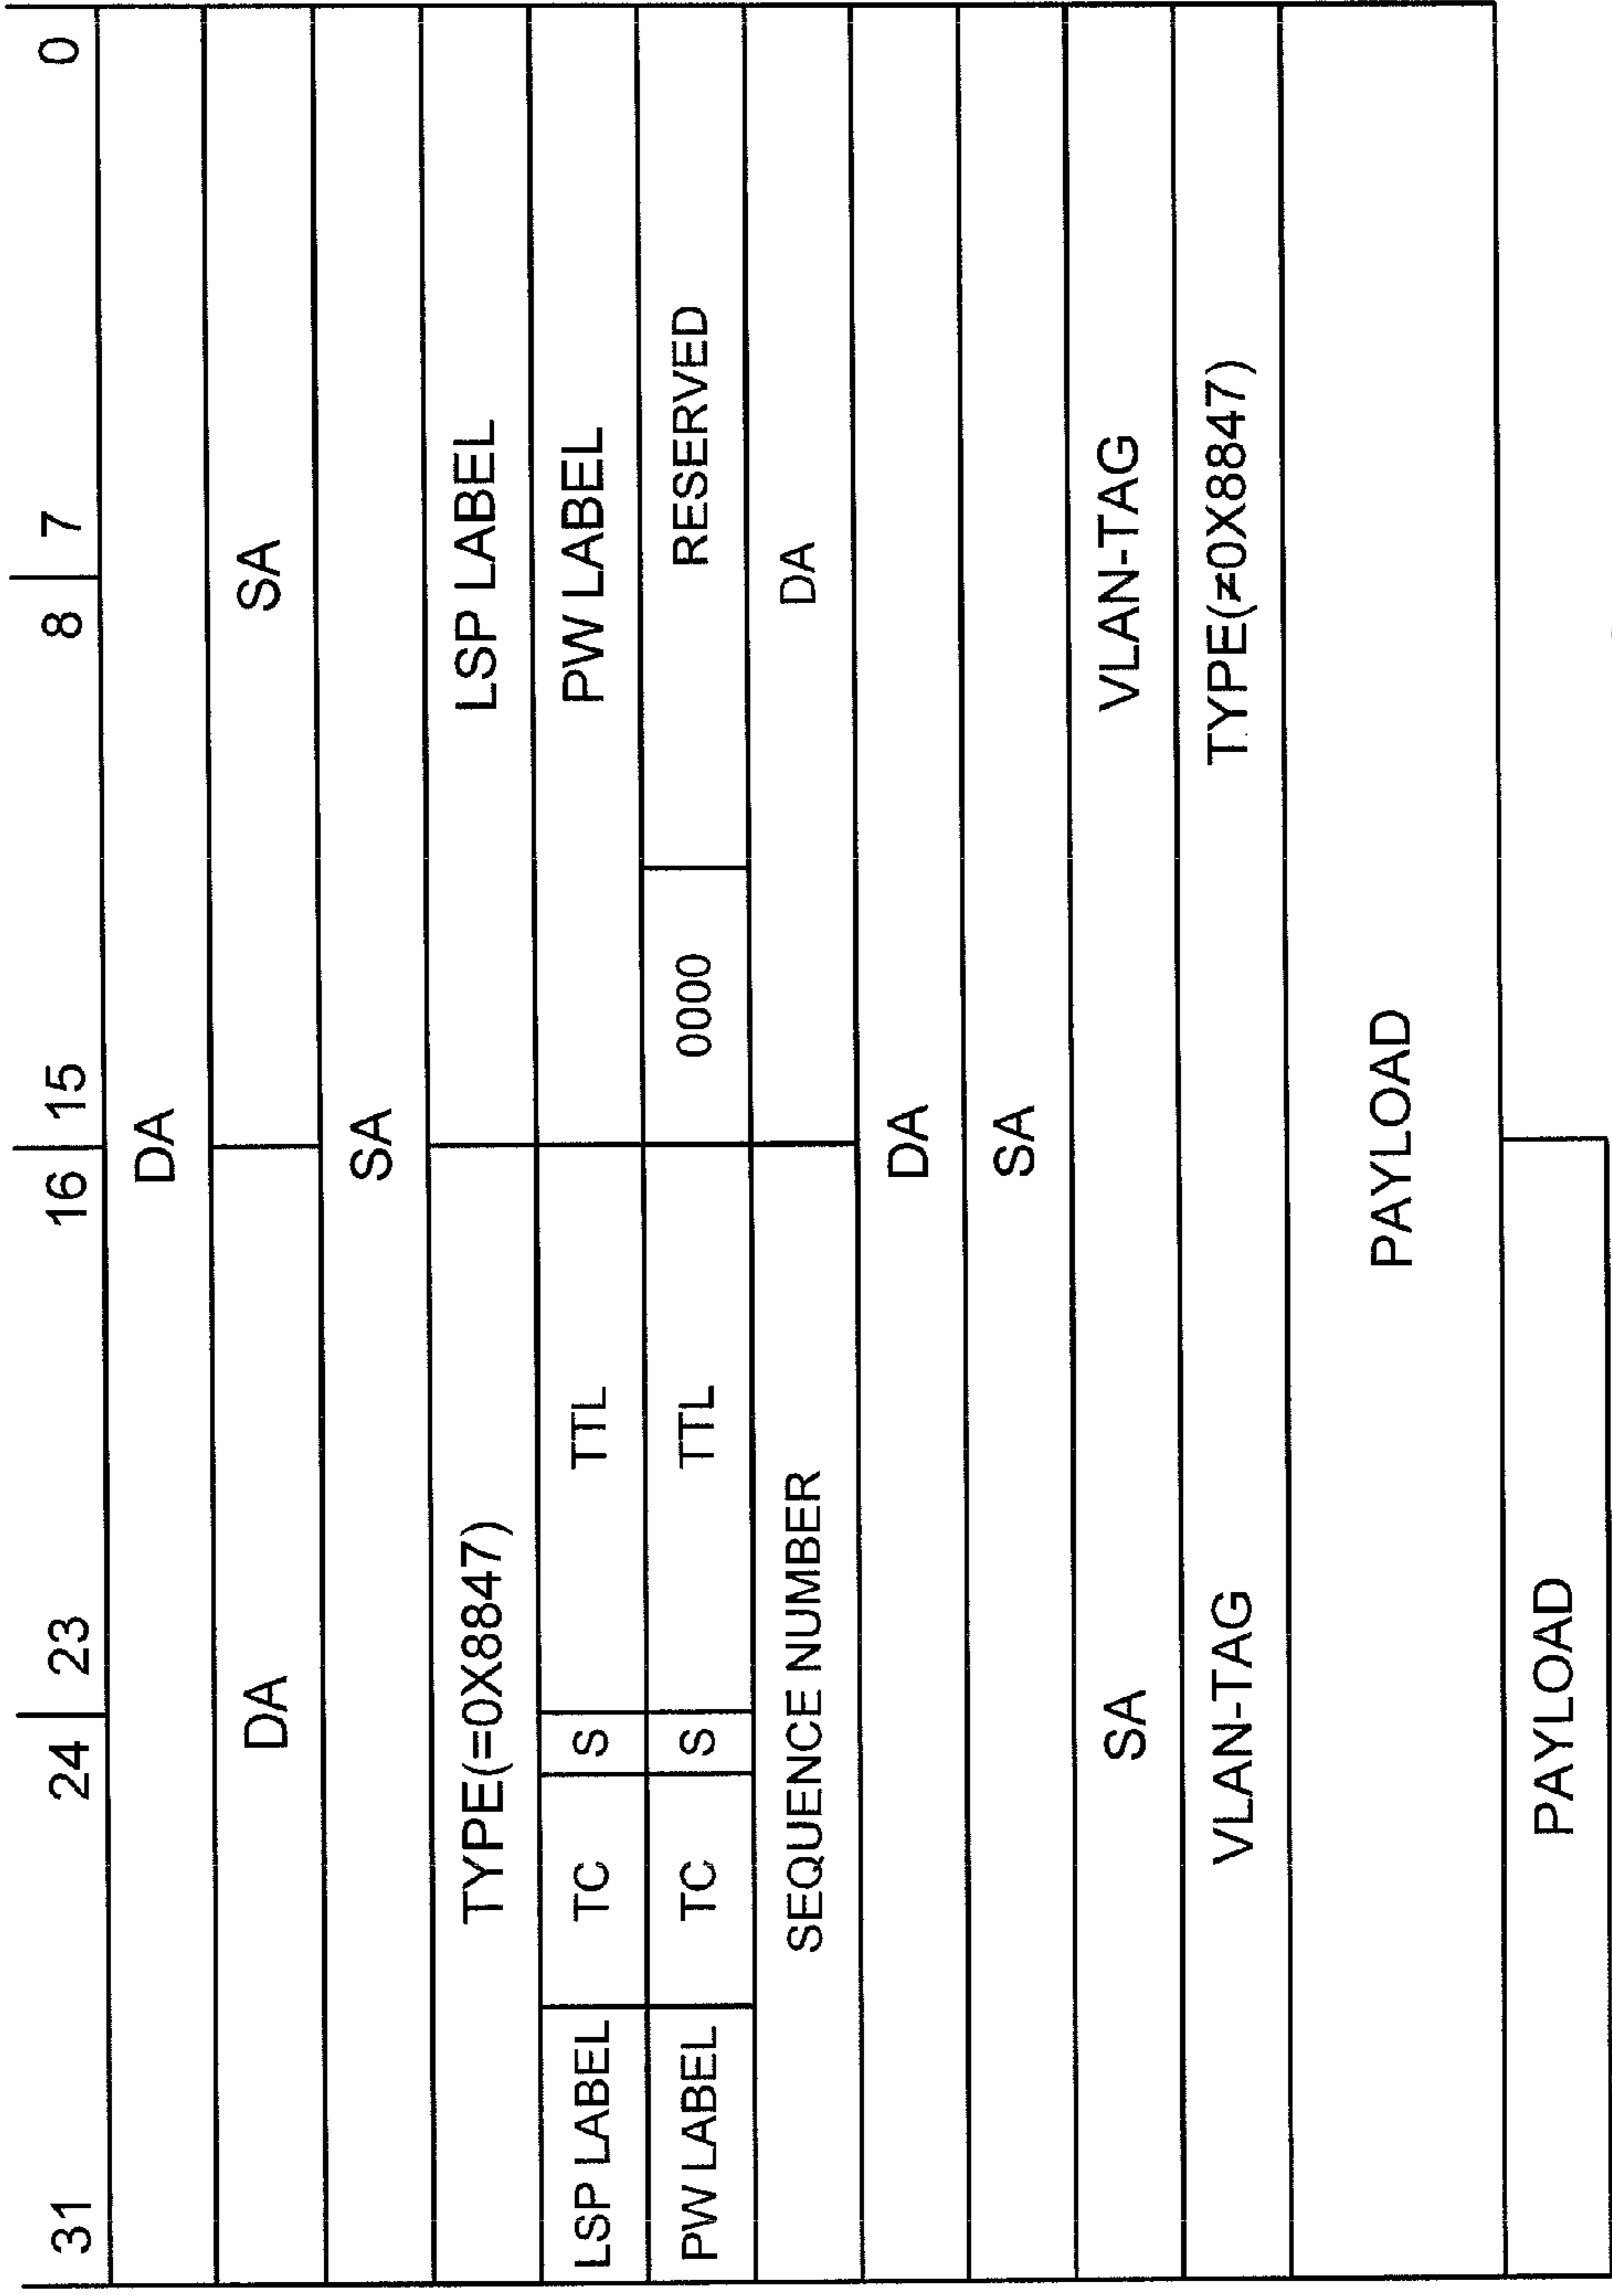 31 24 23 16 15 8 7 0
DA
DA SA
SA
TYPE(=0X8847) LSP LABEL
LSP LABEL TC S TTL PW LABEL
PW LABEL TC S TTL 0000 RESERVED
SEQUENCE NUMBER DA
DA
SA
SA VLAN-TAG
VLAN-TAG TYPE(≠0X8847)
PAYLOAD
PAYLOAD